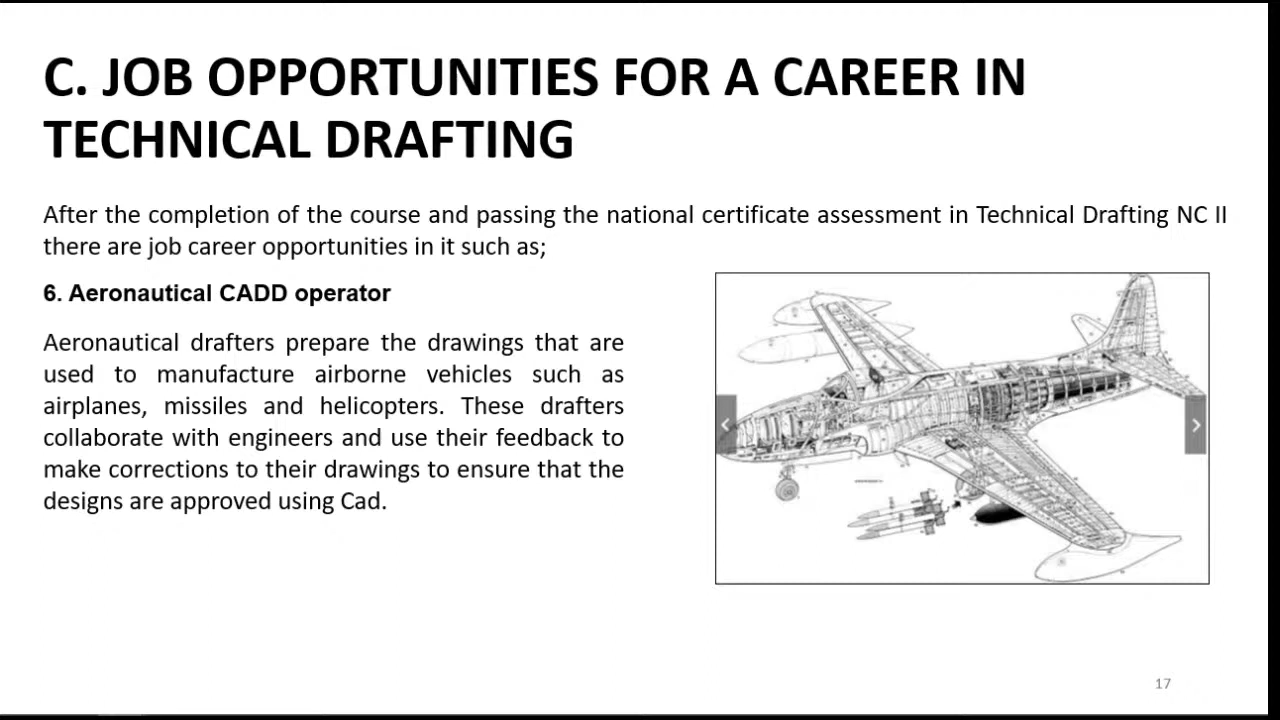 C. JOB OPPORTUNITIES FOR A CAREER IN
TECHNICAL DRAFTING
After the completion of the course and passing the national certificate assessment in Technical Drafting NC II
there are job career opportunities in it such as;
6. Aeronautical CADD operator
Aeronautical drafters prepare the drawings that are
used to manufacture airborne vehicles such as
airplanes, missiles and helicopters. These drafters
collaborate with engineers and use their feedback to
make corrections to their drawings to ensure that the
designs are approved using Cad.
17